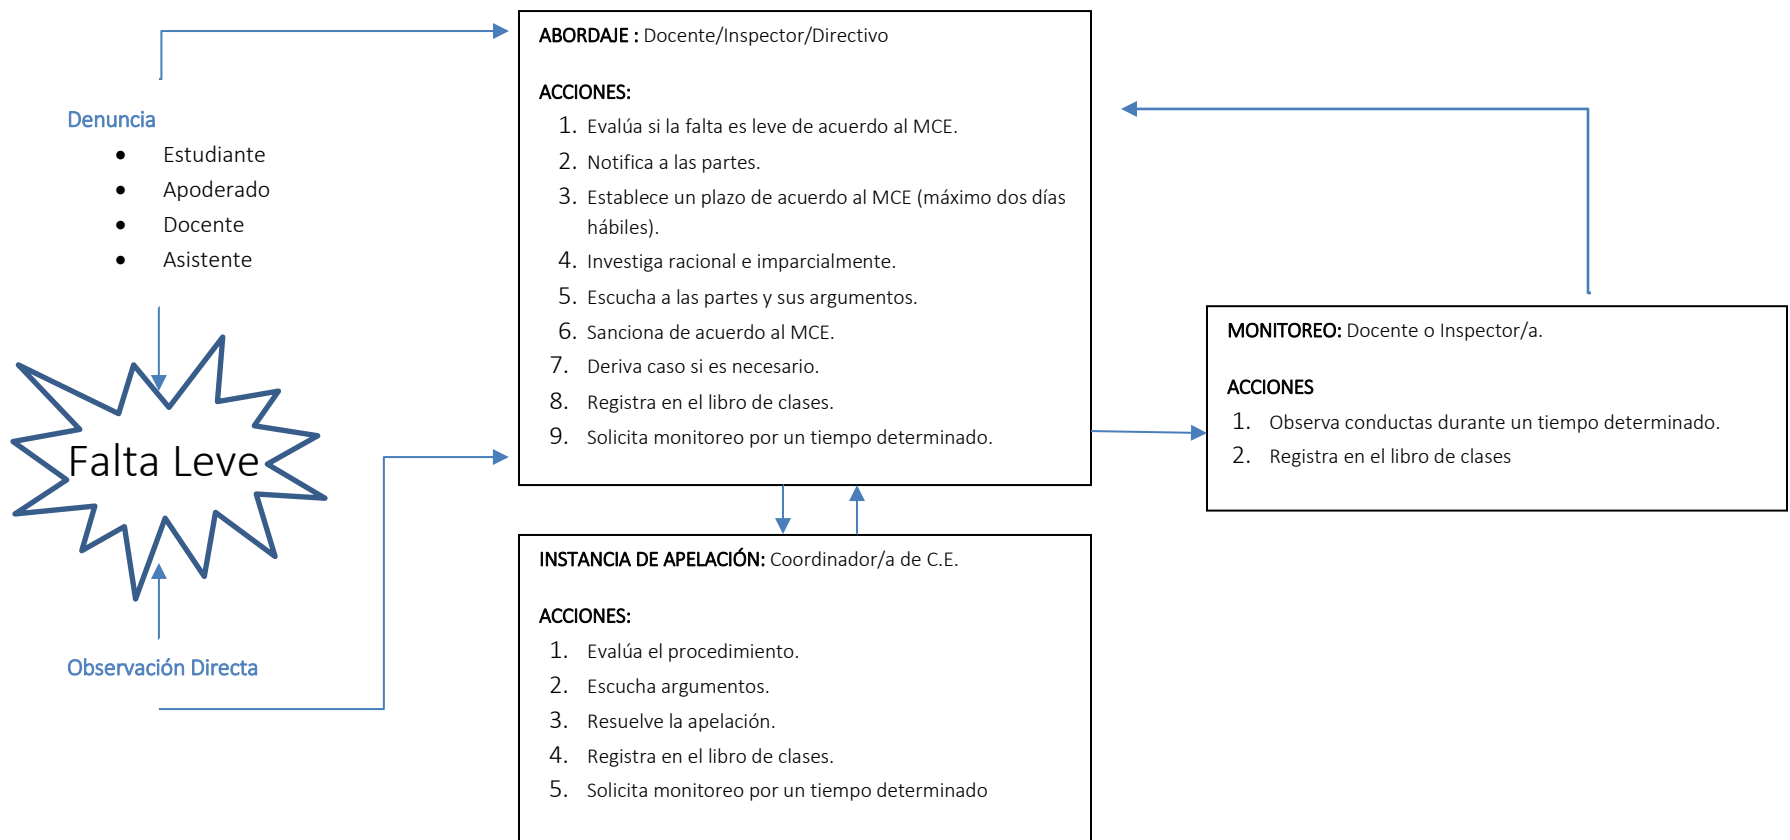 Denuncia
• Estudiante
• Apoderado
• Docente
• Asistente
Falta Leve
Observación Directa
ABORDAJE : Docente/Inspector/Directivo
ACCIONES:
1. Evalúa si la falta es leve de acuerdo al MCE.
2. Notifica a las partes.
3. Establece un plazo de acuerdo al MCE (máximo dos días
hábiles).
4. Investiga racional e imparcialmente.
5. Escucha a las partes y sus argumentos.
6. Sanciona de acuerdo al MCE.
7. Deriva caso si es necesario.
8. Registra en el libro de clases.
9. Solicita monitoreo por un tiempo determinado.
INSTANCIA DE APELACIÓN: Coordinador/a de C.E.
ACCIONES:
1. Evalúa el procedimiento.
2. Escucha argumentos.
3. Resuelve la apelación.
4. Registra en el libro de clases.
5. Solicita monitoreo por un tiempo determinado
MONITOREO: Docente o Inspector/a.
ACCIONES
1. Observa conductas durante un tiempo determinado.
2. Registra en el libro de clases